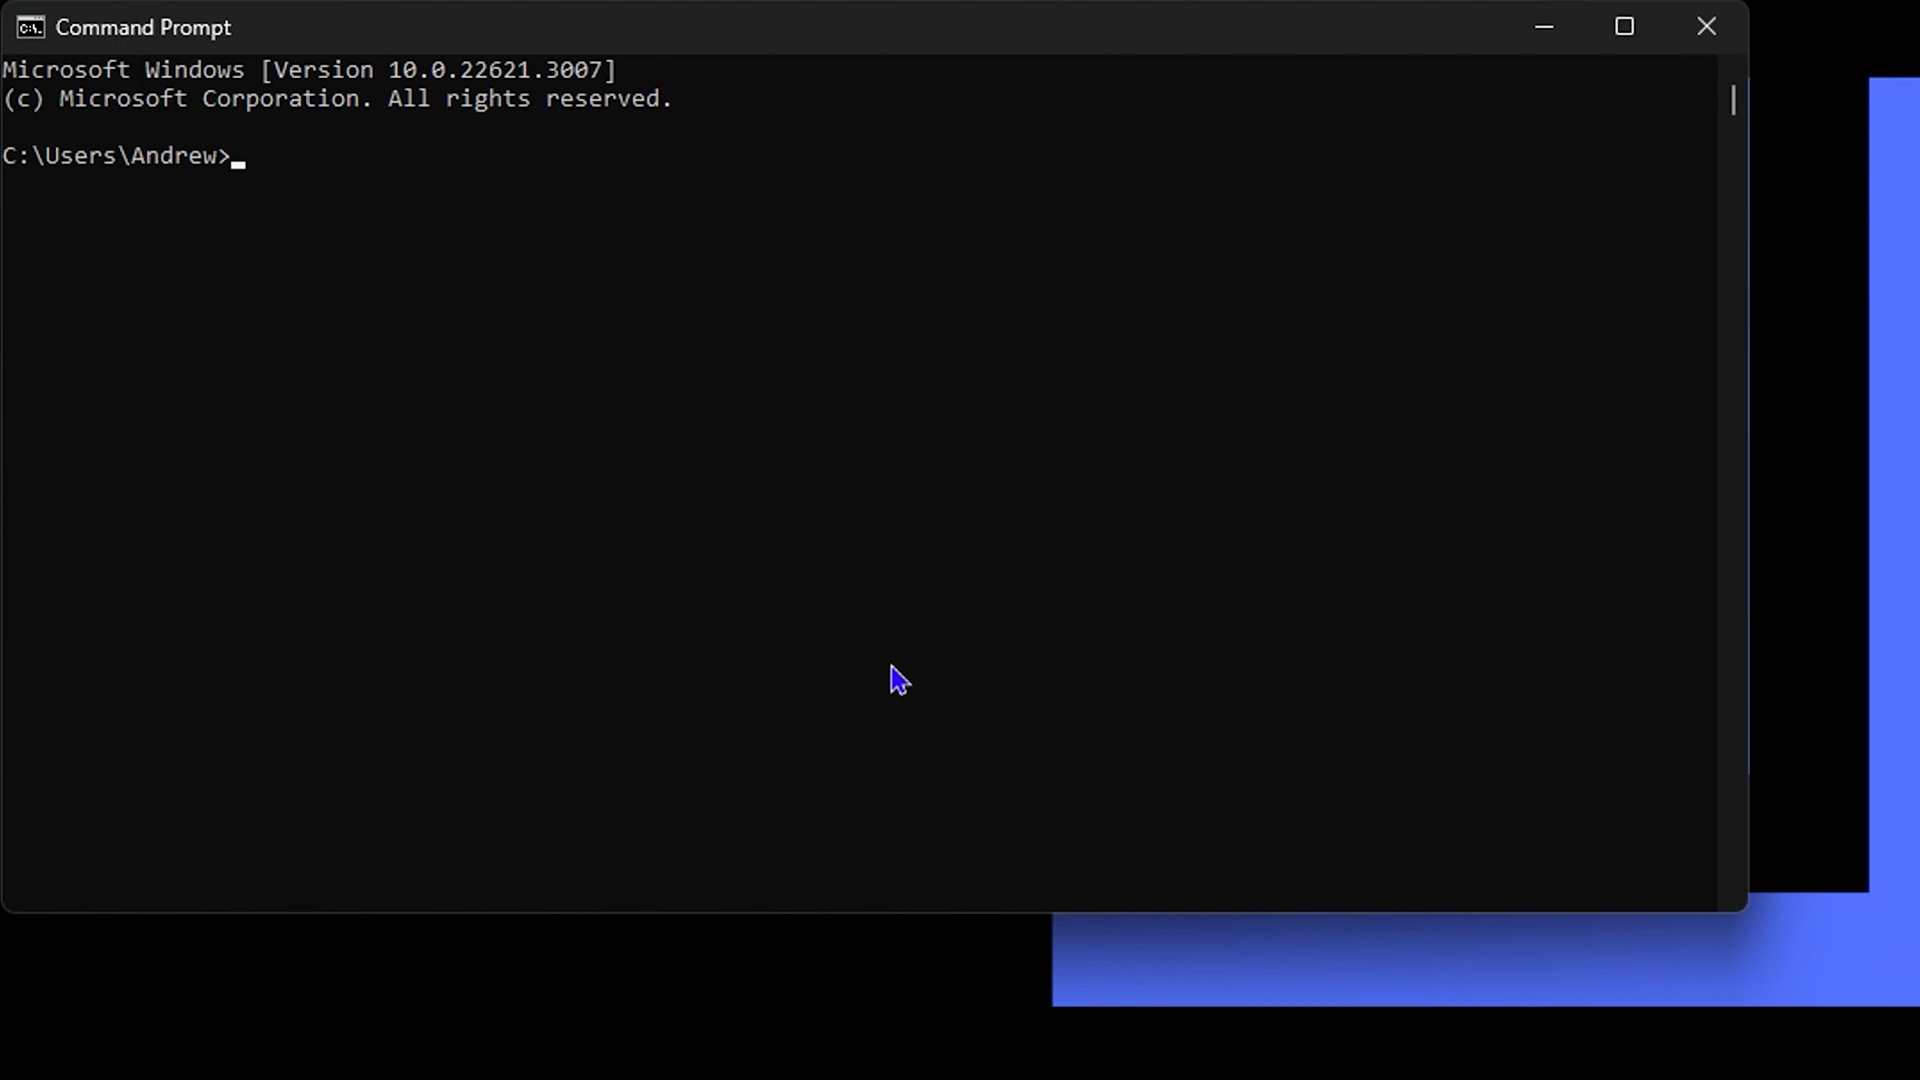 Command Prompt
Microsoft Windows [Version 10.0.22621.3007]
(c) Microsoft Corporation. All rights reserved.
C:\Users\Andrew>